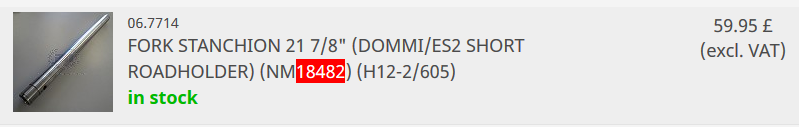 06.7714
FORK STANCHION 21 7/8" (DOMMI/ES2 SHORT
ROADHOLDER) (NM18482) (H12-2/605)
in stock
59.95 £
(excl. VAT)